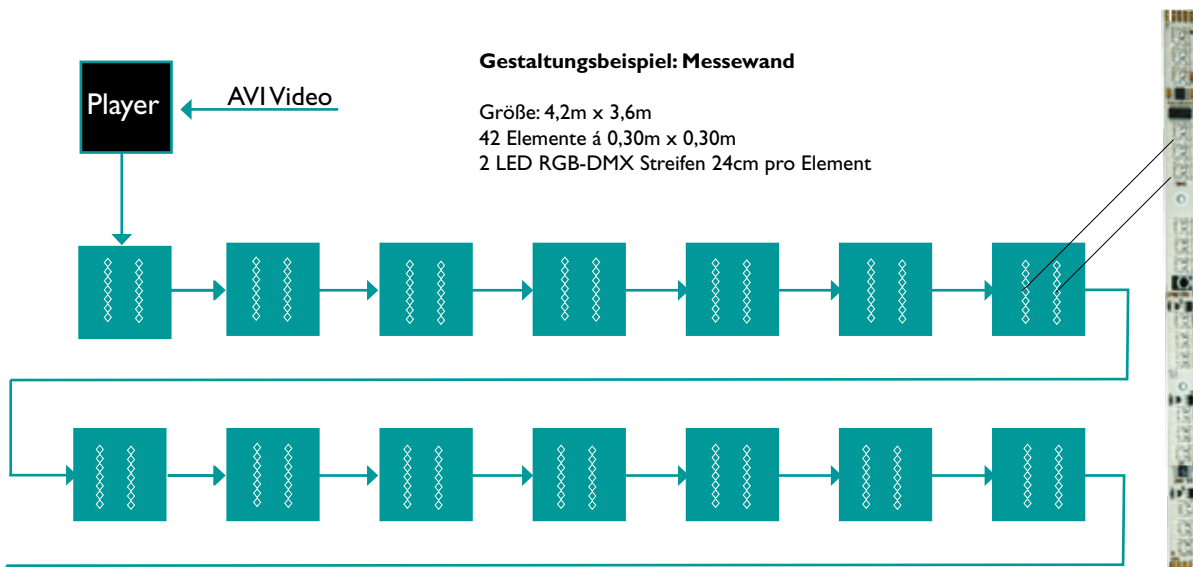 Gestaltungsbeispiel: Messewand
Player
AVI Video
Größe: 4,2m x 3,6m
42 Elemente á 0,30m x 0,30m
2 LED RGB-DMX Streifen 24cm pro Element